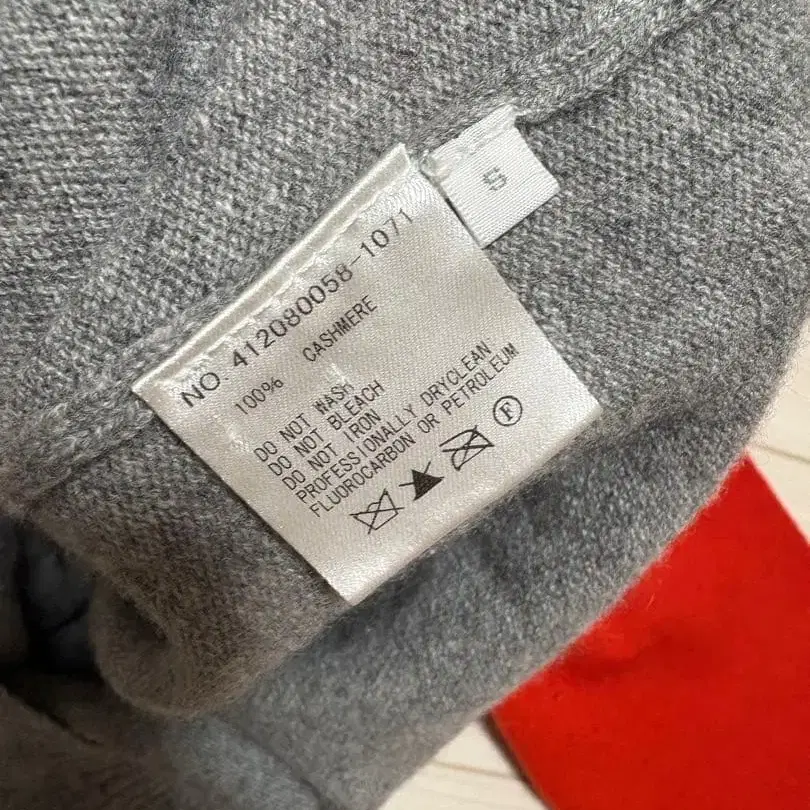 S
NO. 412080058-1071
100% CASHMERE
DO NOT WASH
DO NOT BLEACH
DO NOT IRON
PROFESSIONALLY DRYCLEAN
FLUOROCARBON OR PETROLEUM
F